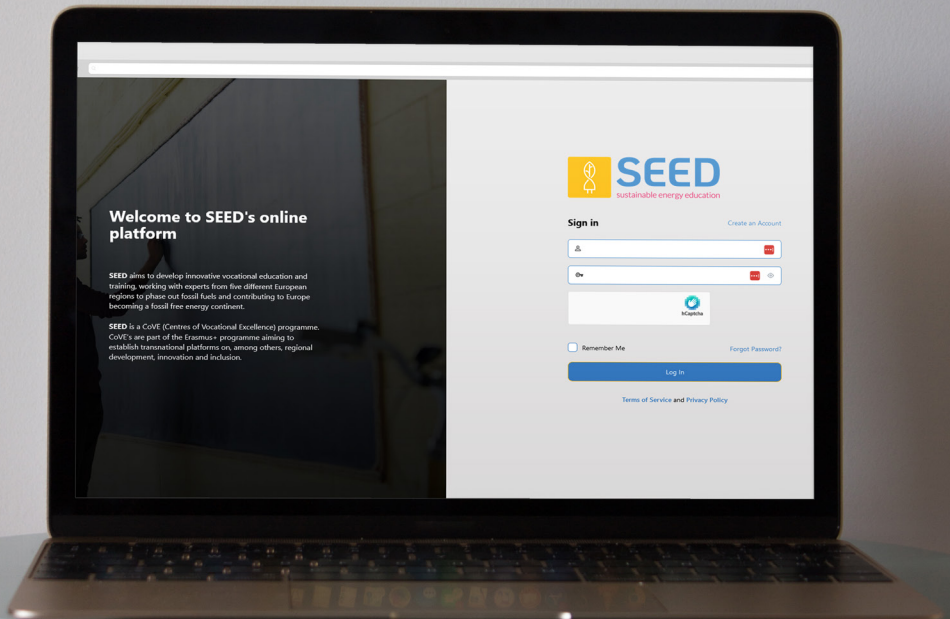 Welcome to SEED's online
platform
SEED aims to develop innovative vocational education and
training, working with experts from five different European
regions to phase out fossil fuels and contributing to Europe
becoming a fossil free energy continent.
SEED is a CoVE (Centres of Vocational Excellence) programme.
CoVE's are part of the Erasmus+ programme aiming to
establish transnational platforms on, among others, regional
development, innovation and inclusion.
SEED
sustainable energy education
Sign in
Create an Account
hCaptcha
Remember Me
Forgot Password?
Log In
Terms of Service and Privacy Policy